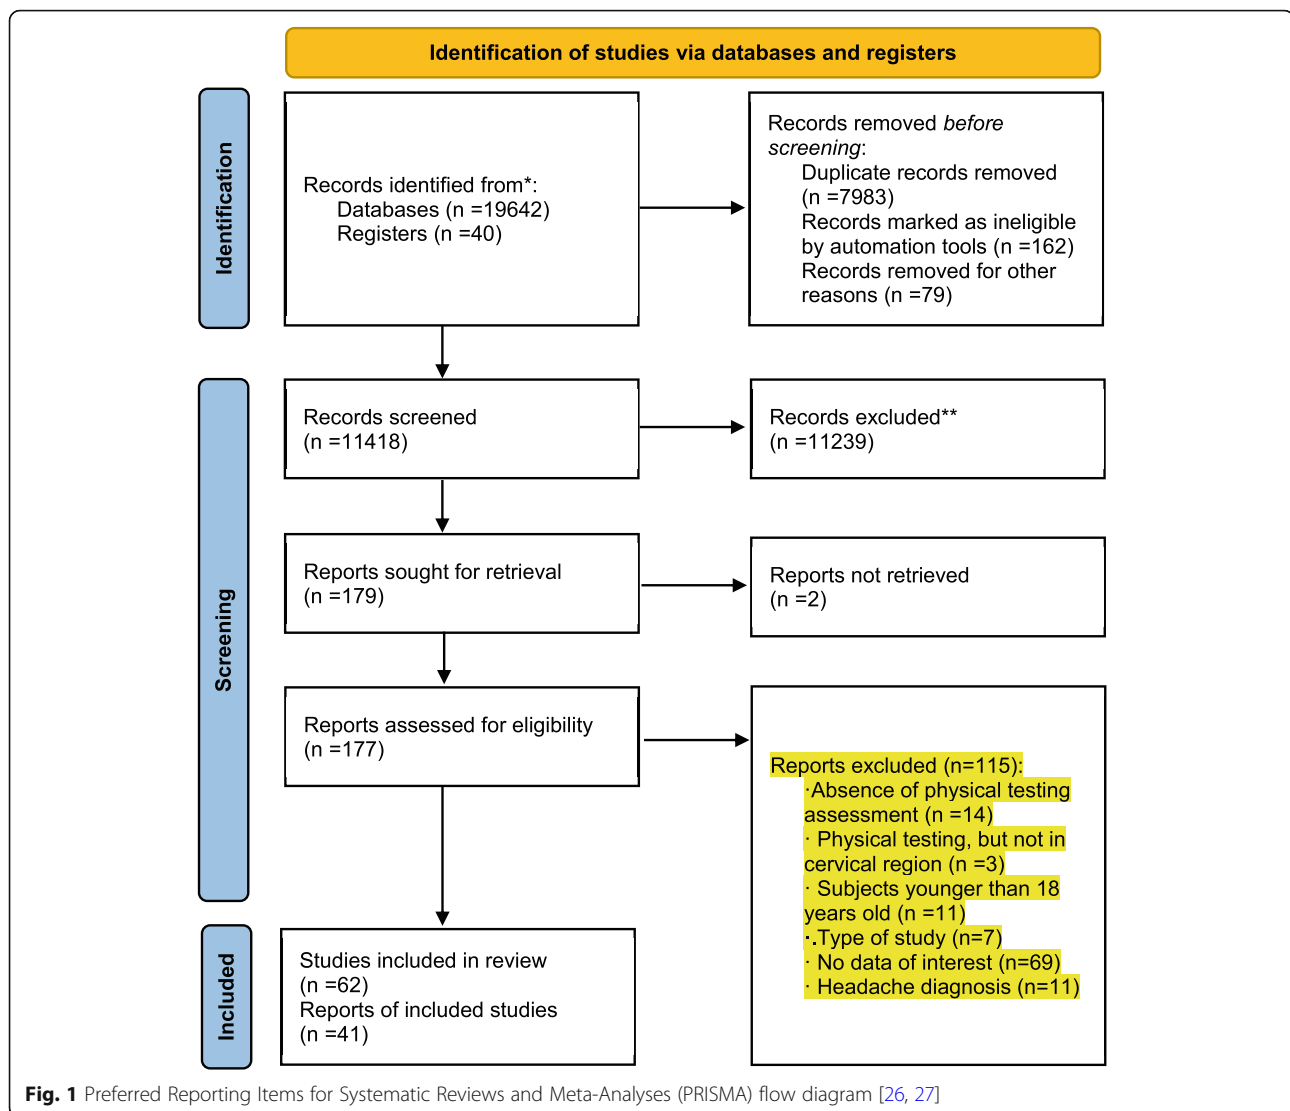 Identification of studies via databases and registers
Identification
Records identified from*:
Databases (n =19642)
Registers (n =40)
Records removed before
screening:
Duplicate records removed
(n =7983)
Records marked as ineligible
by automation tools (n =162)
Records removed for other
reasons (n =79)
Screening
Records screened
(n =11418)
Records excluded**
(n =11239)
Reports sought for retrieval
(n =179)
Reports not retrieved
(n =2)
Reports assessed for eligibility
(n =177)
Reports excluded (n=115):
·Absence of physical testing
assessment (n =14)
· Physical testing, but not in
cervical region (n =3)
· Subjects younger than 18
years old (n =11)
·.Type of study (n=7)
· No data of interest (n=69)
· Headache diagnosis (n=11)
Included
Studies included in review
(n =62)
Reports of included studies
(n =41)
Fig. 1 Preferred Reporting Items for Systematic Reviews and Meta-Analyses (PRISMA) flow diagram [26, 27]